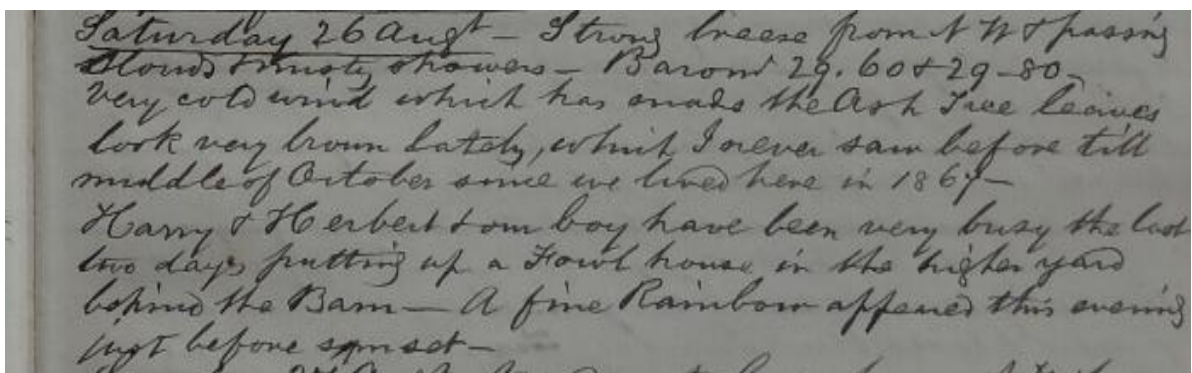 Saturday 26 Augt – Strong breeze from N W & passing
Clouds & misty showers – Barom 29.60 & 29-80 –
Very cold wind which has made the Ash Tree leaves
look very brown lately, which I never saw before till
middle of October since we lived here in 1867 –
Harry & Herbert & our boy have been very busy the last
two days putting up a Fowl house in the higher yard
behind the Barn – A fine Rainbow appeared this evening
just before sunset –